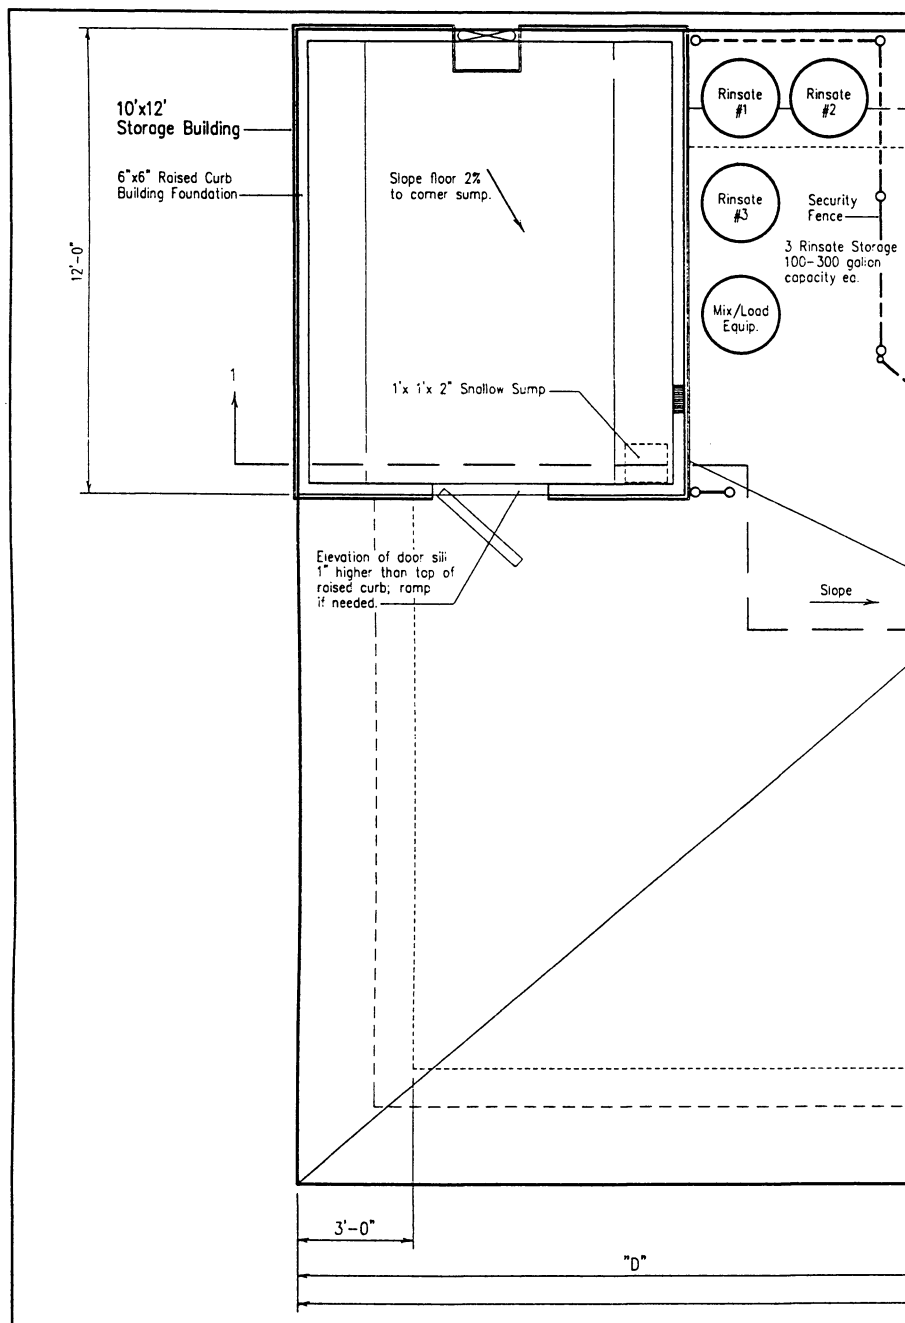 10'x12'
Storage Building
6"x6" Raised Curb
Building Foundation
12'-0"
Slope floor 2%
to corner sump.
Rinsate
#1
Rinsate
#2
Rinsate
#3
Security
Fence
3 Rinsate Storage
100-300 gallon
capacity ea.
Mix/Load
Equip.
1
1'x 1'x 2" Shallow Sump
Elevation of door sill
1" higher than top of
raised curb; ramp
if needed.
Slope
3'-0"
"D"